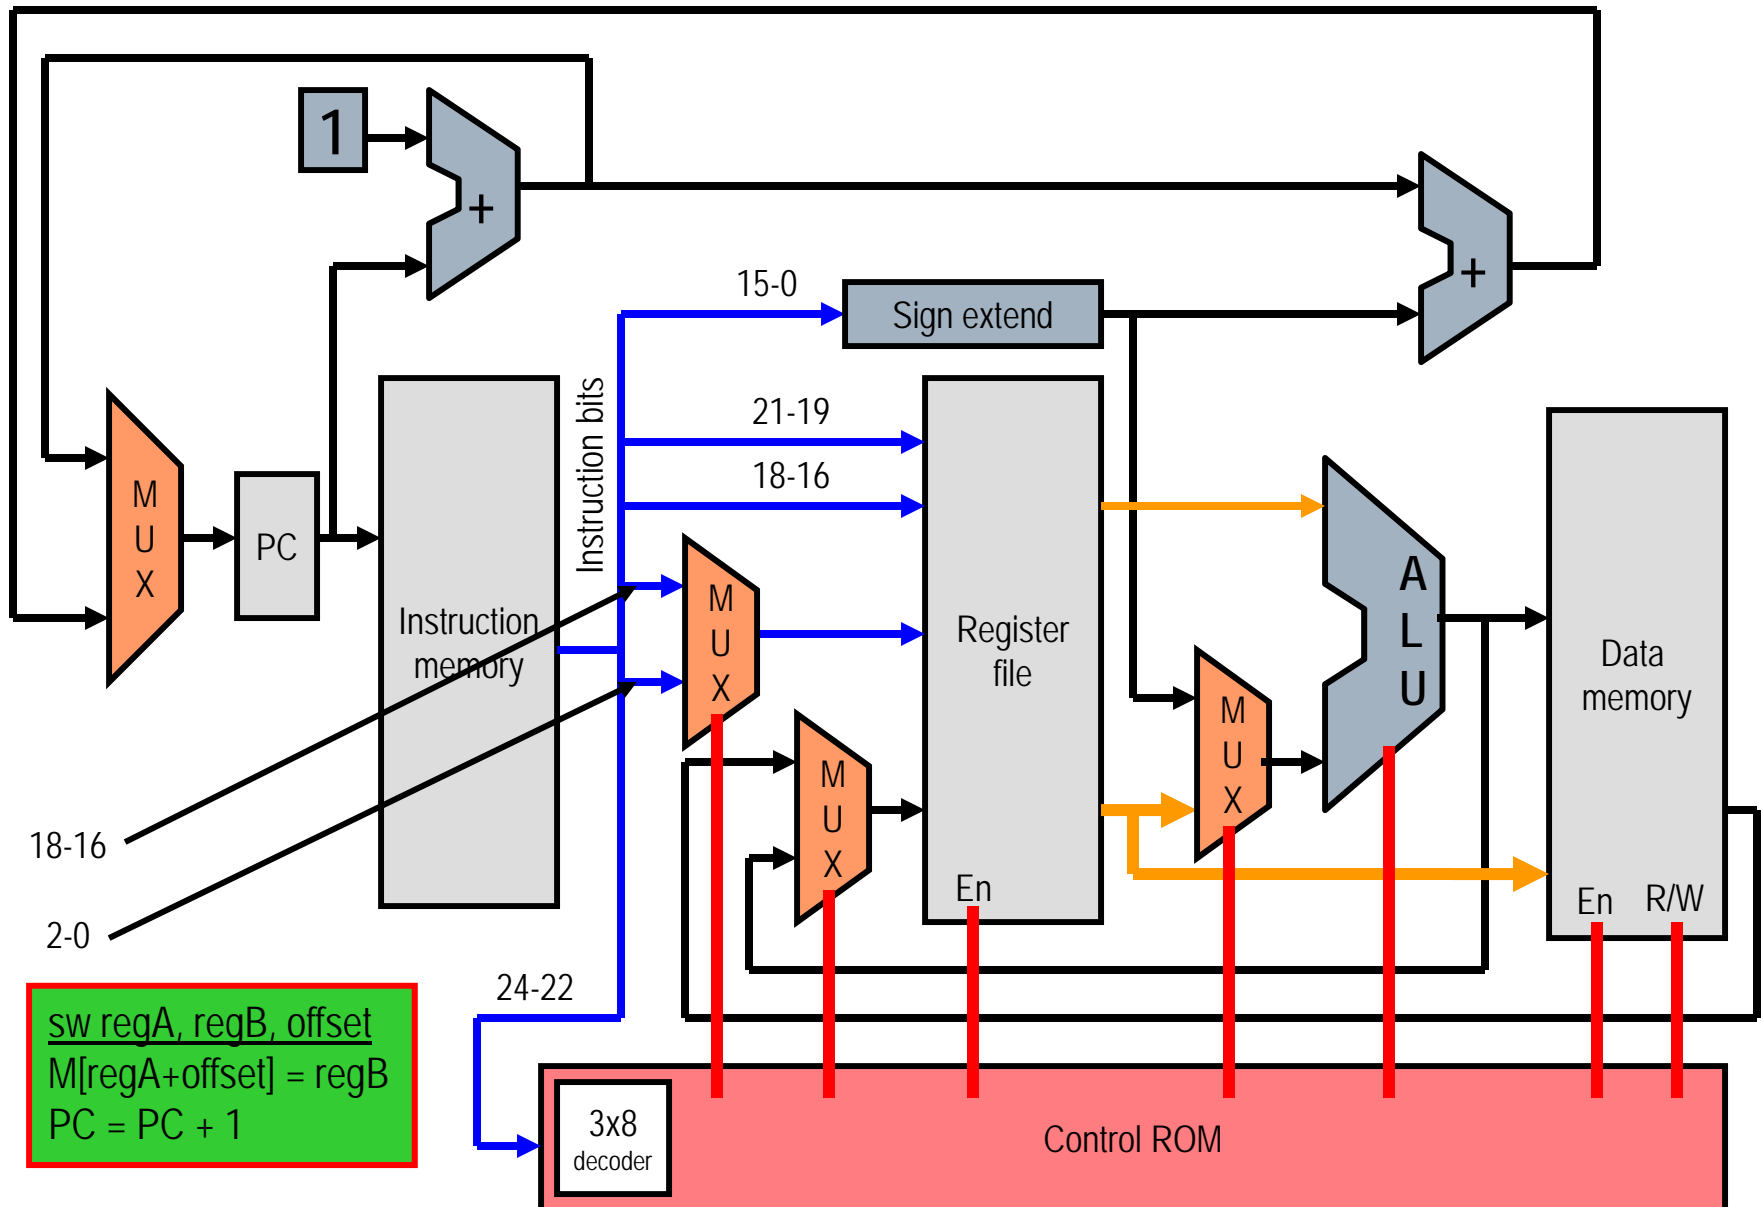 1
+
+
15-0
Sign extend
Instruction bits
21-19
18-16
M
U
X
PC
Instruction
memory
M
U
X
Register
file
A
L
U
Data
memory
M
U
X
M
U
X
18-16
2-0
En
En
R/W
24-22
sw regA, regB, offset
M[regA+offset] = regB
PC = PC + 1
3x8
decoder
Control ROM